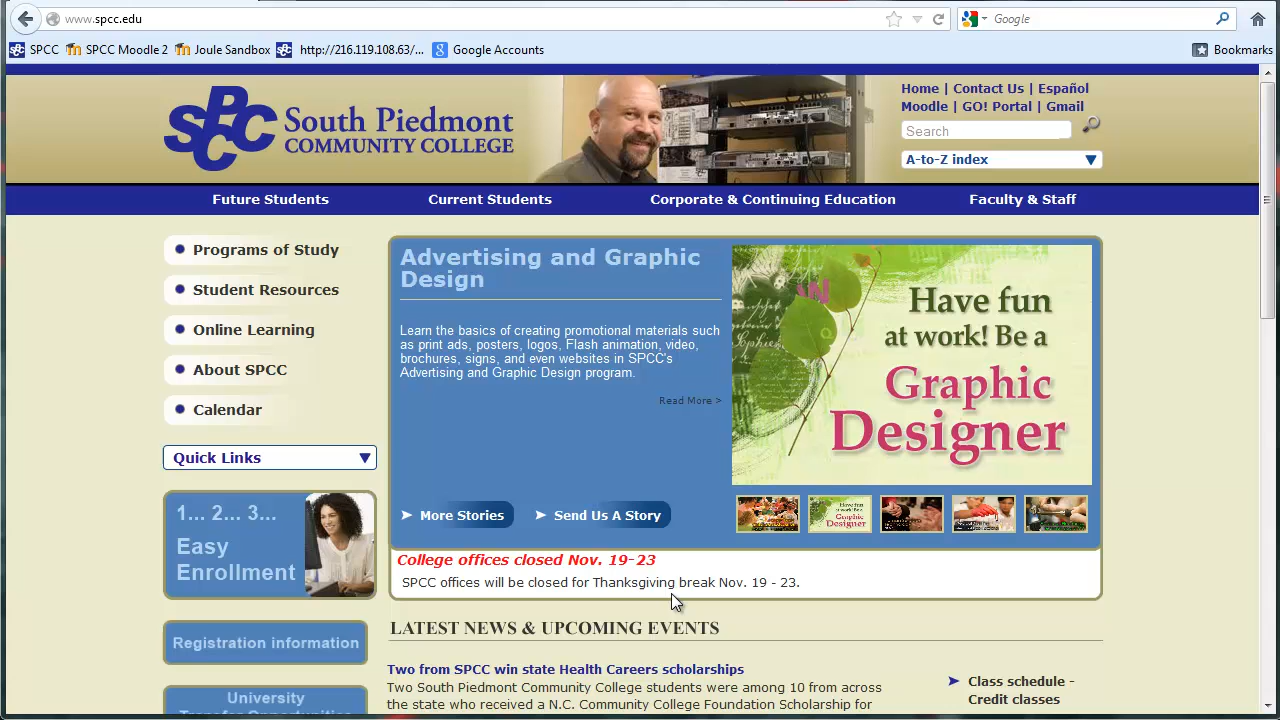 www.spcc.edu
Google
SPCC
SPCC Moodle 2
Joule Sandbox
http://216.119.108.63/...
Google Accounts
Bookmarks
SPCC
South Piedmont
COMMUNITY COLLEGE
Home | Contact Us | Español
Moodle | GO! Portal | Gmail
Search
A-to-Z index
Future Students
Current Students
Corporate & Continuing Education
Faculty & Staff
Programs of Study
Student Resources
Online Learning
About SPCC
Calendar
Quick Links
1... 2... 3...
Easy
Enrollment
Registration information
University
Transfer Opportunities
Advertising and Graphic
Design
Learn the basics of creating promotional materials such
as print ads, posters, logos, Flash animation, video,
brochures, signs, and even websites in SPCC's
Advertising and Graphic Design program.
Read More >
Have fun
at work! Be a
Graphic
Designer
More Stories
Send Us A Story
College offices closed Nov. 19-23
SPCC offices will be closed for Thanksgiving break Nov. 19 - 23.
LATEST NEWS & UPCOMING EVENTS
Two from SPCC win state Health Careers scholarships
Two South Piedmont Community College students were among 10 from across
the state who received a N.C. Community College Foundation Scholarship for
Class schedule -
Credit classes